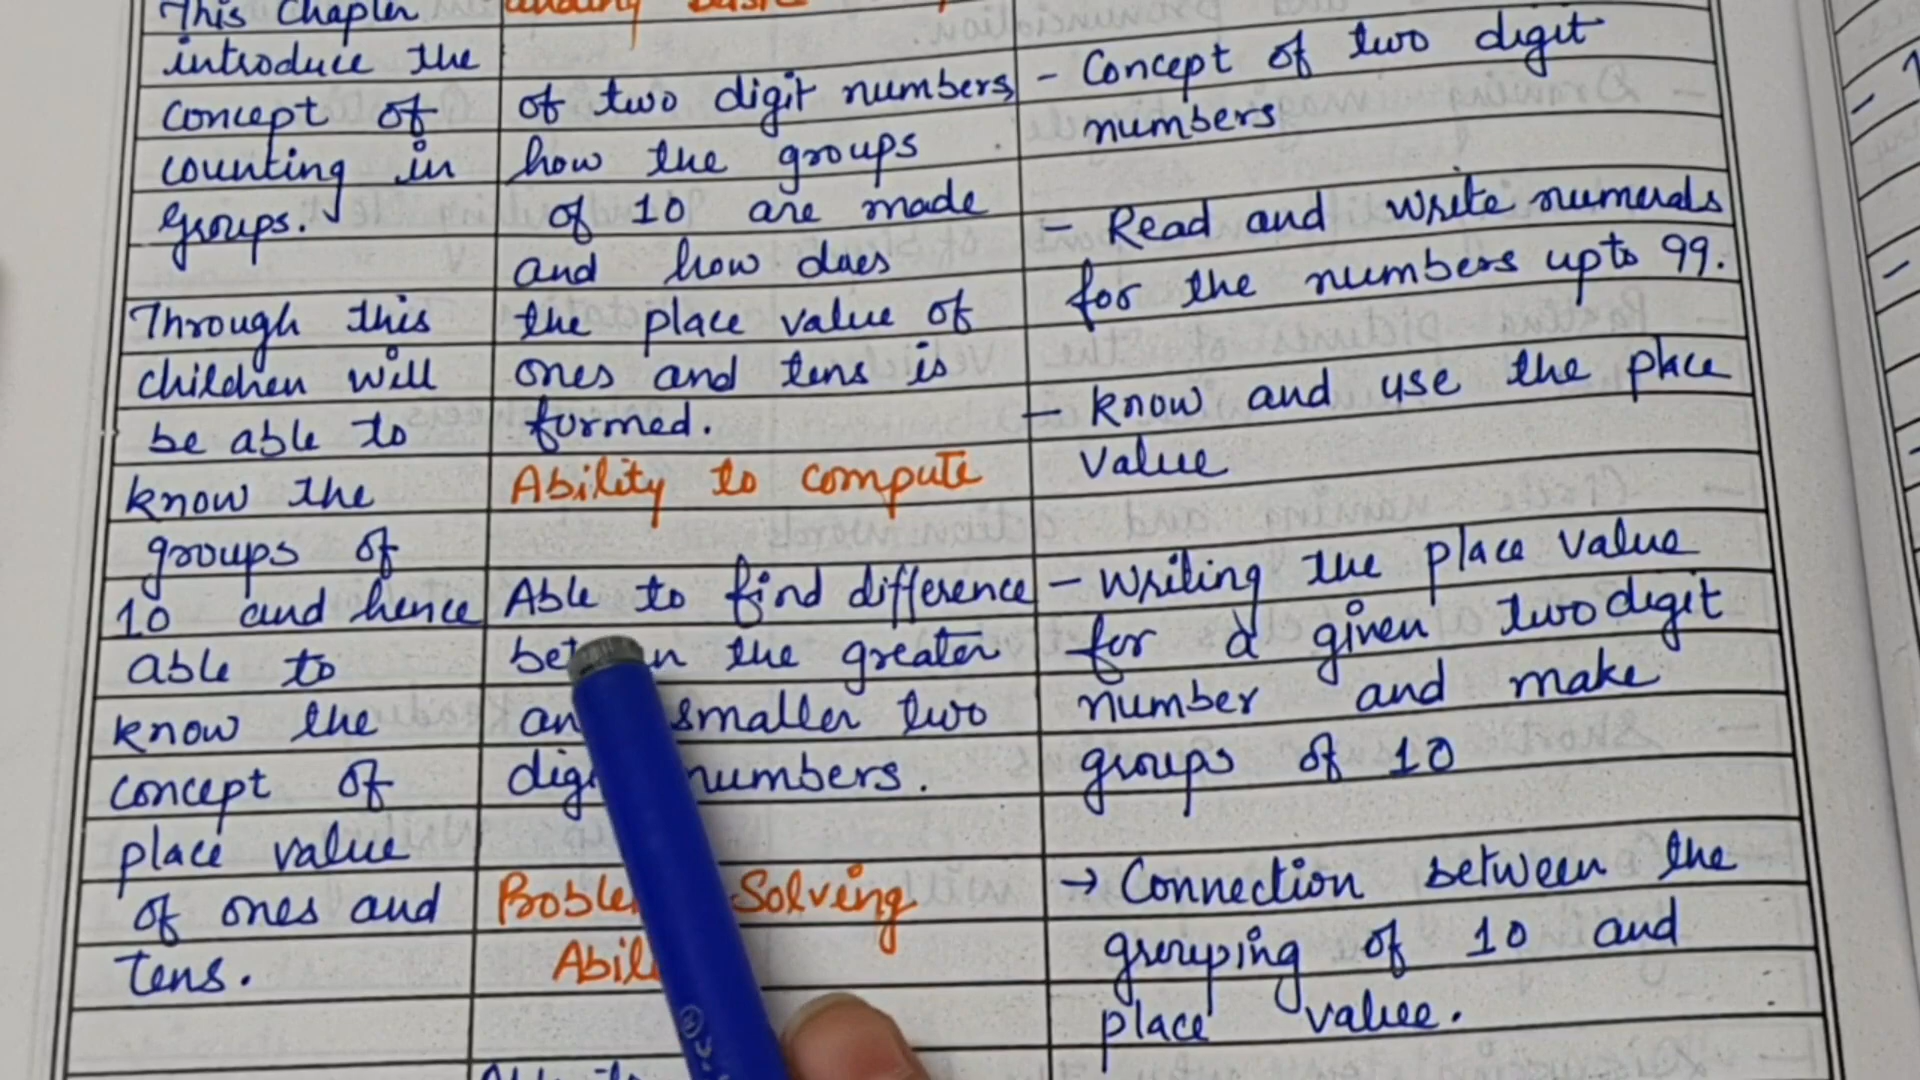 This Chapter
introduce the
concept of
counting in
groups.
Through this
children will
be able to
know the
groups of
10 and hence
able to
know the
concept of
place value
of ones and
tens.
of two digit numbers,
how the groups
of 10 are made
and how does
the place value of
ones and tens is
formed.
Ability to compute
Able to find difference
the greater
smaller two
numbers.
Solving
- Concept of two digit
numbers
- Read and write numerals
for the numbers upto 99.
- know and use the place
value
- Writing the place value
for a given two digit
number and make
groups of 10
→ Connection between the
grouping of 10 and
place value.